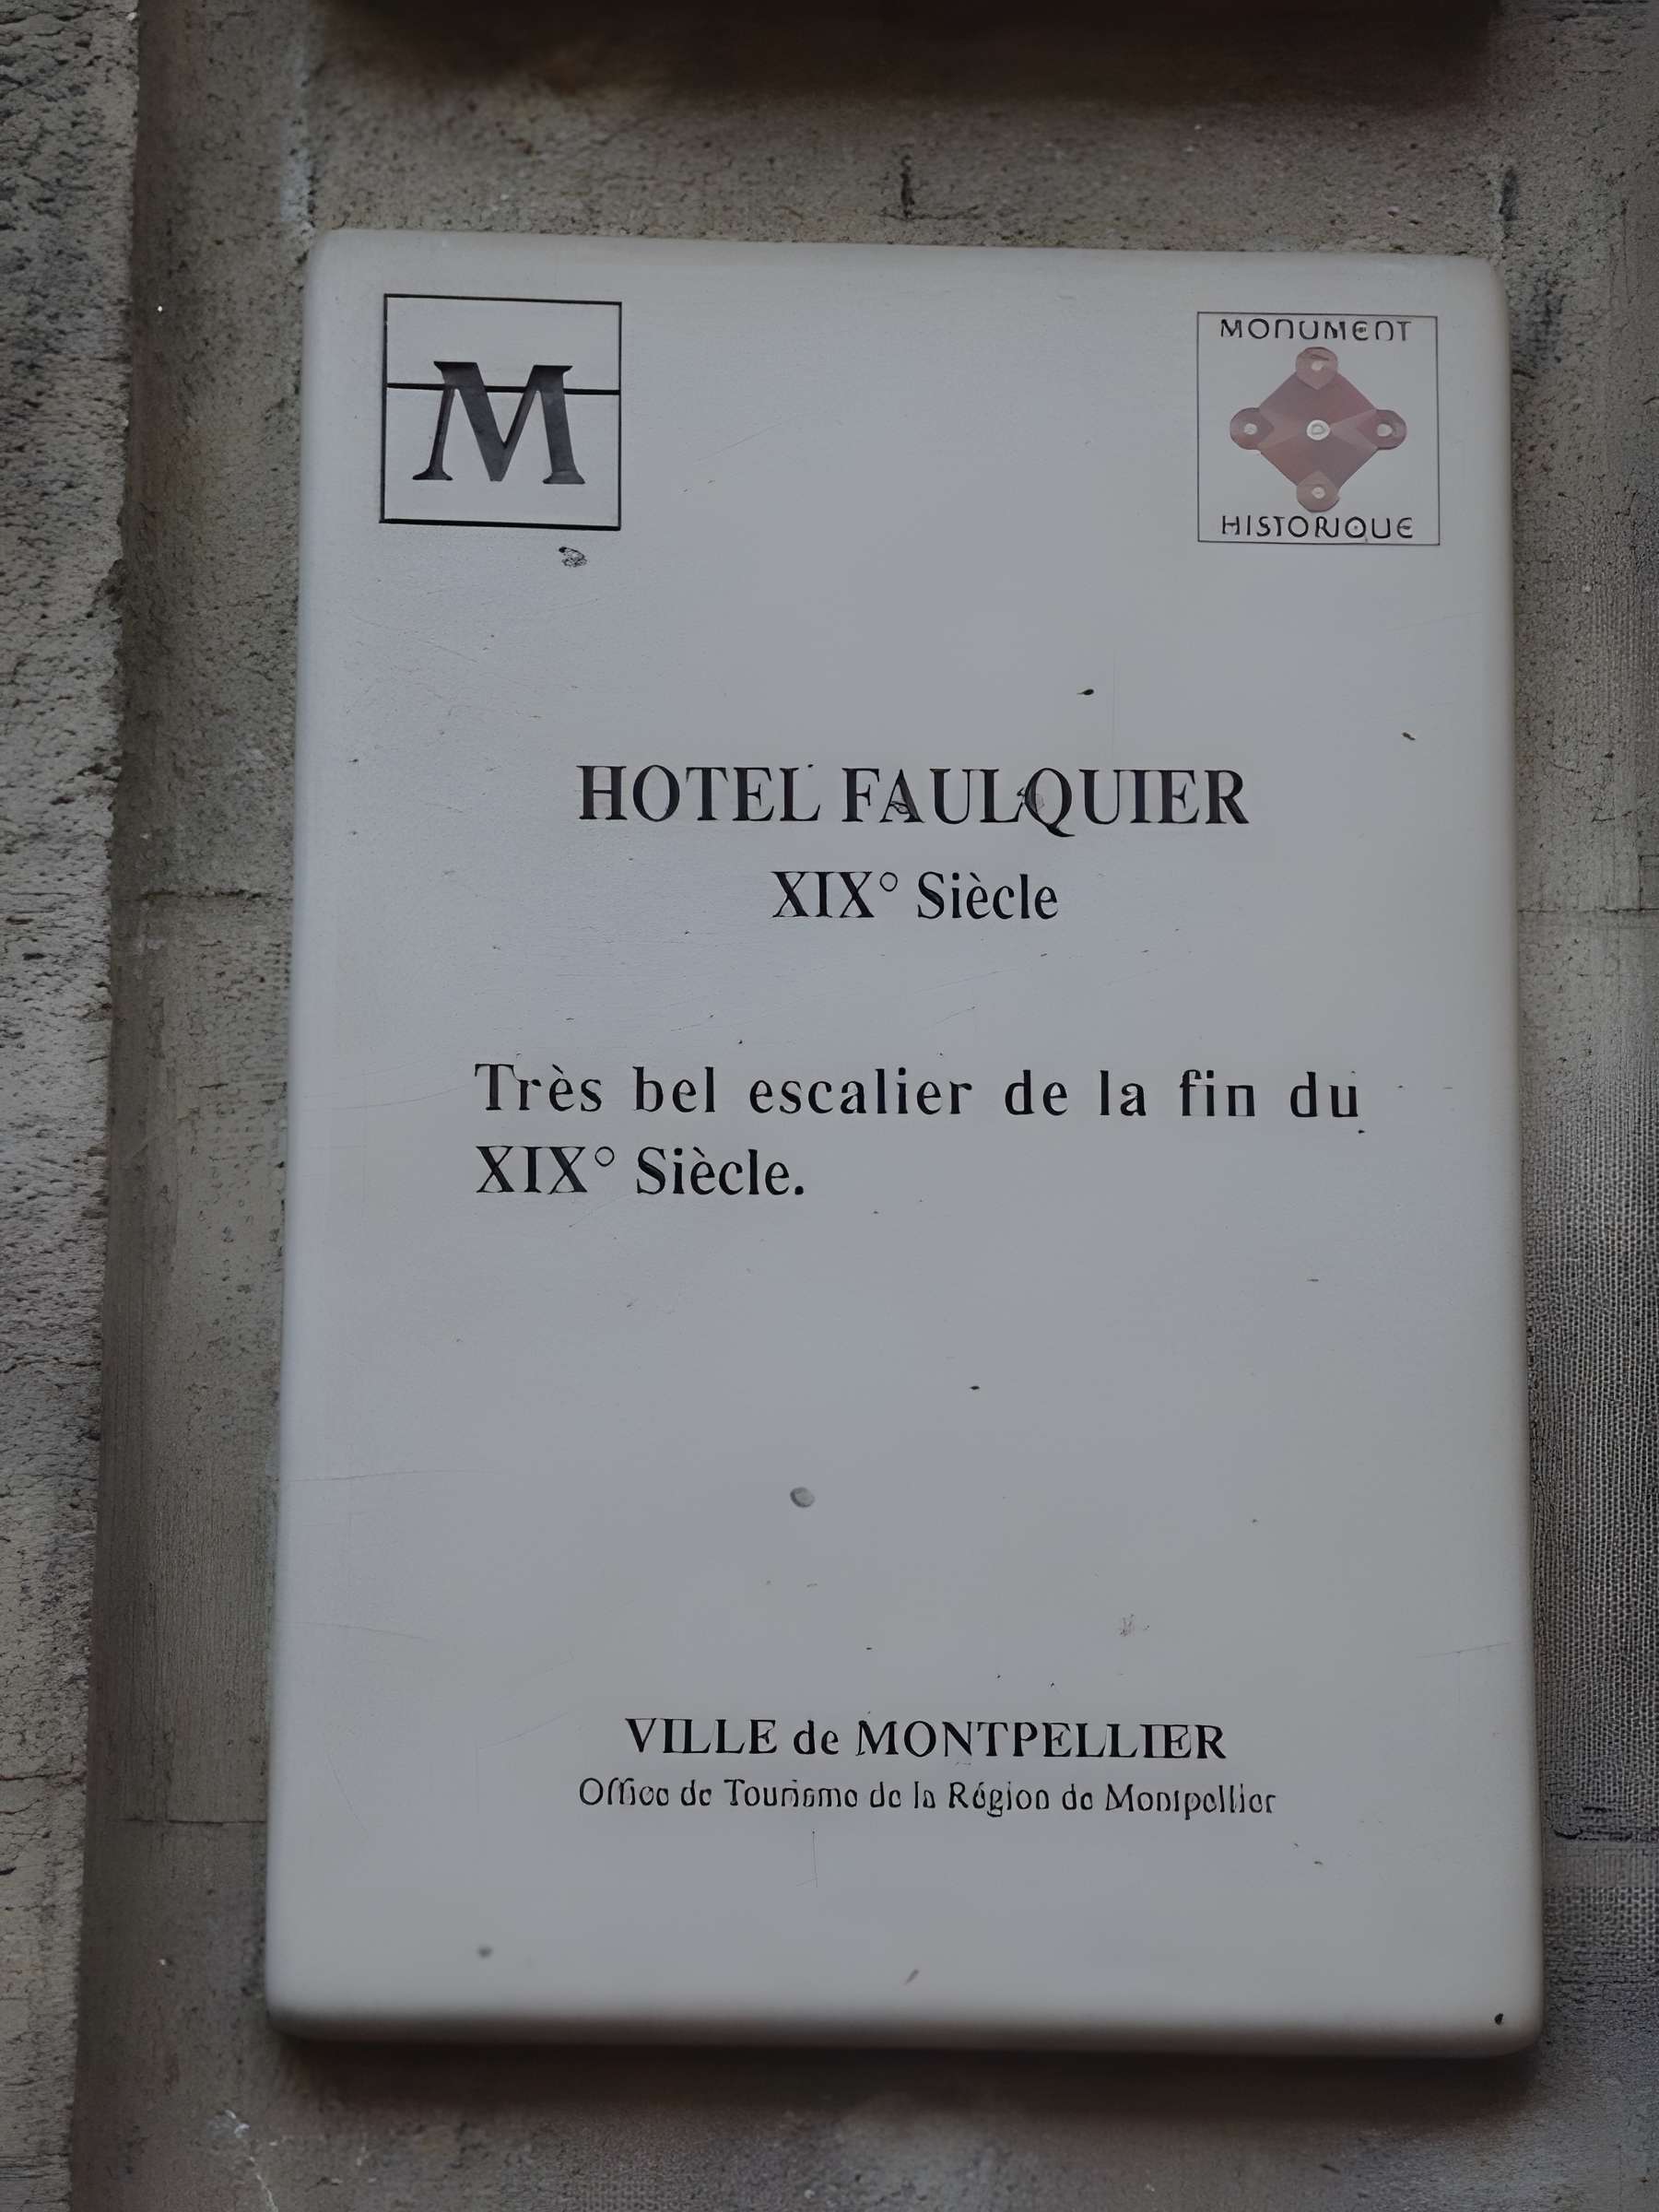 M
MONUMENT
HISTORIQUE
HOTEL FAULQUIER
XIX° Siècle
Très bel escalier de la fin du
XIX° Siècle.
VILLE de MONTPELLIER
Office de Tourisme de la Région de Montpellier